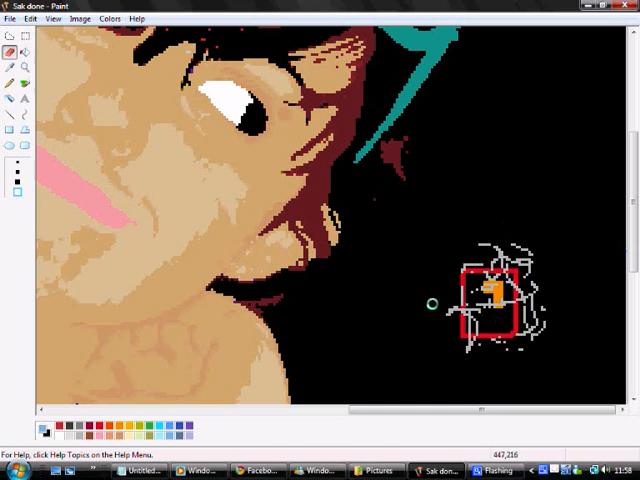 Sak done - Paint
File Edit View Image Colors Help
For Help, click Help Topics on the Help Menu.
447,216
Untitled...
Windo...
Facebo...
Windo...
Pictures
Sak don...
Flashing
11:58